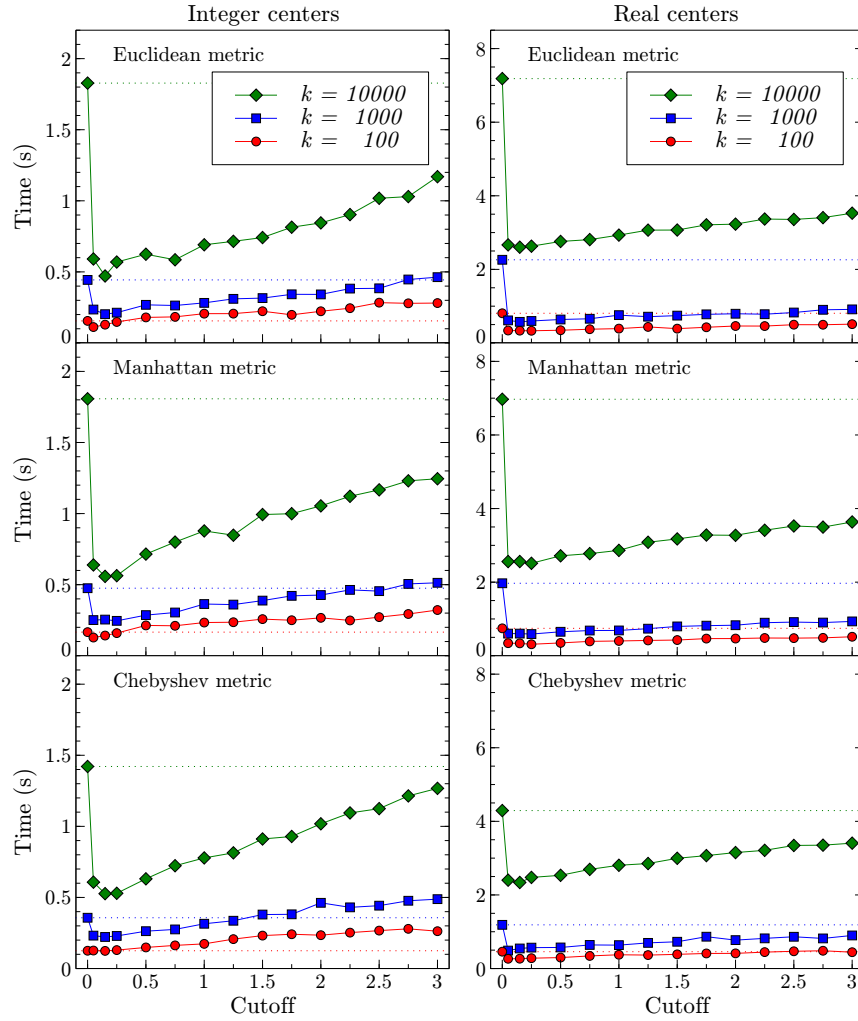 Integer centers
Real centers
Time (s)
2
1.5
1
0.5
0
Euclidean metric
k = 10000
k = 1000
k = 100
8
6
4
2
0
Euclidean metric
k = 10000
k = 1000
k = 100
Time (s)
2
1.5
1
0.5
0
Manhattan metric
8
6
4
2
0
Manhattan metric
Time (s)
2
1.5
1
0.5
0
Chebyshev metric
8
6
4
2
0
Chebyshev metric
0 0.5 1 1.5 2 2.5 3
0 0.5 1 1.5 2 2.5 3
Cutoff
Cutoff